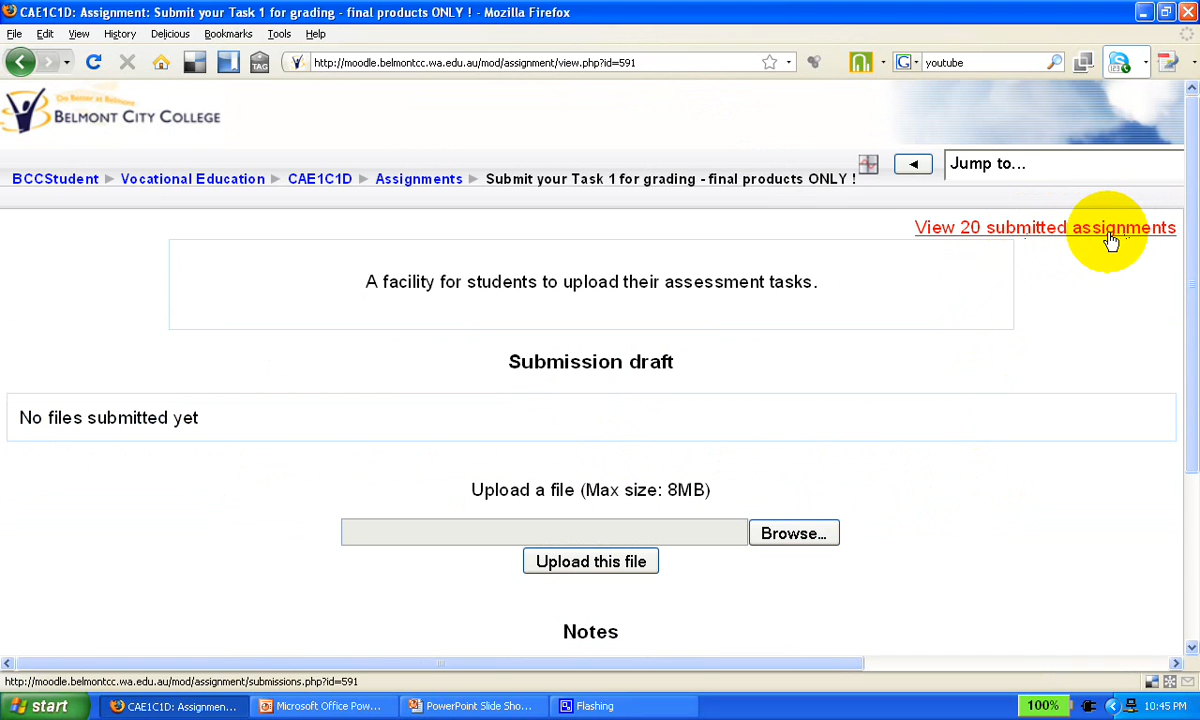 CAE1C1D: Assignment: Submit your Task 1 for grading - final products ONLY ! - Mozilla Firefox
File Edit View History Delicious Bookmarks Tools Help
TAG http://moodle.belmontcc.wa.edu.au/mod/assignment/view.php?id=591 youtube
On Better at Belmont
BELMONT CITY COLLEGE
BCCStudent ► Vocational Education ► CAE1C1D ► Assignments ► Submit your Task 1 for grading - final products ONLY ! ◄ Jump to...
View 20 submitted assignments
A facility for students to upload their assessment tasks.
Submission draft
No files submitted yet
Upload a file (Max size: 8MB)
Browse...
Upload this file
Notes
http://moodle.belmontcc.wa.edu.au/mod/assignment/submissions.php?id=591
start CAE1C1D: Assignmen... Microsoft Office Pow... PowerPoint Slide Sho... Flashing 100% 10:45 PM